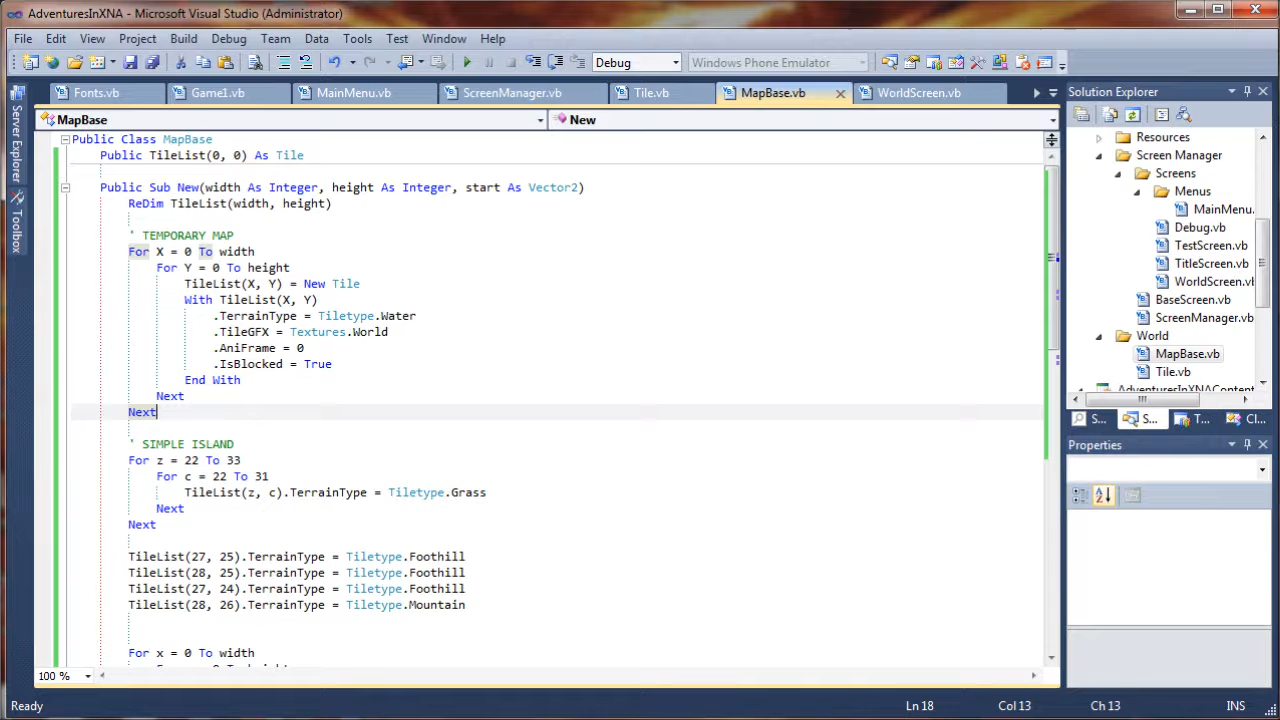 AdventuresInXNA - Microsoft Visual Studio (Administrator)
File Edit View Project Build Debug Team Data Tools Test Window Help
Debug Windows Phone Emulator
Fonts.vb Game1.vb MainMenu.vb ScreenManager.vb Tile.vb MapBase.vb WorldScreen.vb
MapBase New
Public Class MapBase
Public TileList(0, 0) As Tile
Public Sub New(width As Integer, height As Integer, start As Vector2)
ReDim TileList(width, height)
' TEMPORARY MAP
For X = 0 To width
For Y = 0 To height
TileList(X, Y) = New Tile
With TileList(X, Y)
.TerrainType = Tiletype.Water
.TileGFX = Textures.World
.AniFrame = 0
.IsBlocked = True
End With
Next
Next
' SIMPLE ISLAND
For z = 22 To 33
For c = 22 To 31
TileList(z, c).TerrainType = Tiletype.Grass
Next
Next
TileList(27, 25).TerrainType = Tiletype.Foothill
TileList(28, 25).TerrainType = Tiletype.Foothill
TileList(27, 24).TerrainType = Tiletype.Foothill
TileList(28, 26).TerrainType = Tiletype.Mountain
For x = 0 To width
100 %
Server Explorer
Toolbox
Solution Explorer
Resources
Screen Manager
Screens
Menus
MainMenu.
Debug.vb
TestScreen.vb
TitleScreen.vb
WorldScreen.vb
BaseScreen.vb
ScreenManager.vb
World
MapBase.vb
Tile.vb
AdventuresInXNAContent
S... S... T... Cl...
Properties
Ready Ln 18 Col 13 Ch 13 INS